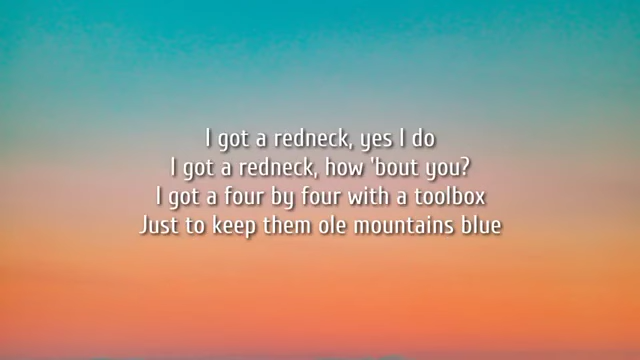 I got a redneck, yes I do
I got a redneck, how 'bout you?
I got a four by four with a toolbox
Just to keep them ole mountains blue